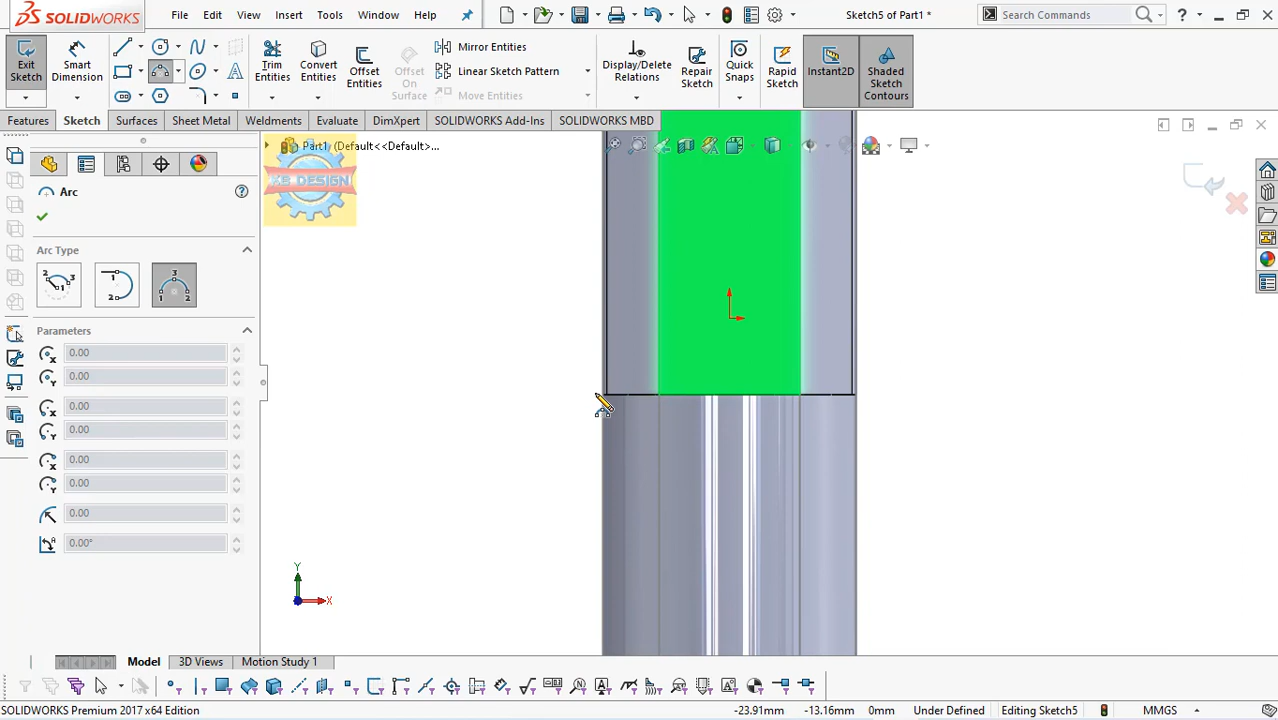 SOLIDWORKS
File
Edit
View
Insert
Tools
Window
Help
Sketch5 of Part1 *
Search Commands
Exit Sketch
Smart Dimension
Trim Entities
Convert Entities
Offset Entities
Offset On Surface
Mirror Entities
Linear Sketch Pattern
Move Entities
Display/Delete Relations
Repair Sketch
Quick Snaps
Rapid Sketch
Instant2D
Shaded Sketch Contours
Features
Sketch
Surfaces
Sheet Metal
Weldments
Evaluate
DimXpert
SOLIDWORKS Add-Ins
SOLIDWORKS MBD
Part1 (Default<<Default>...
KB DESIGN
Arc
Arc Type
Parameters
0.00
0.00
0.00
0.00
0.00
0.00
0.00
0.00°
Y
X
Model
3D Views
Motion Study 1
SOLIDWORKS Premium 2017 x64 Edition
-23.91mm
-13.16mm
0mm
Under Defined
Editing Sketch5
MMGS